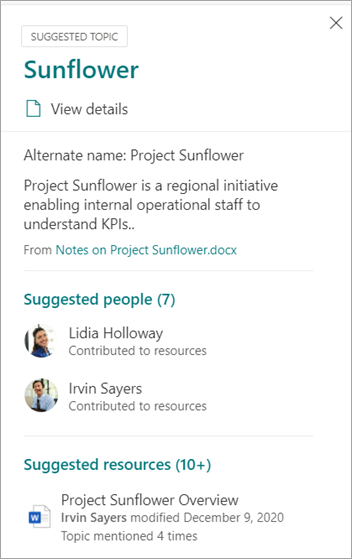 SUGGESTED TOPIC
Sunflower
View details
Alternate name: Project Sunflower
Project Sunflower is a regional initiative
enabling internal operational staff to
understand KPIs..
From Notes on Project Sunflower.docx
Suggested people (7)
Lidia Holloway
Contributed to resources
Irvin Sayers
Contributed to resources
Suggested resources (10+)
Project Sunflower Overview
Irvin Sayers modified December 9, 2020
Topic mentioned 4 times